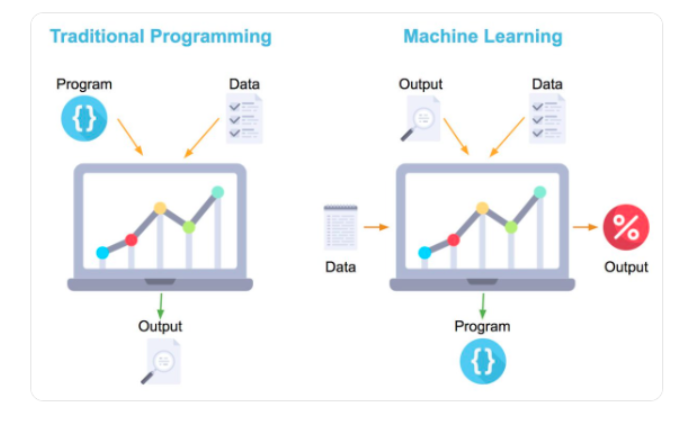 Traditional Programming
Program
Data
Output
Machine Learning
Output
Data
Data
Output
Program